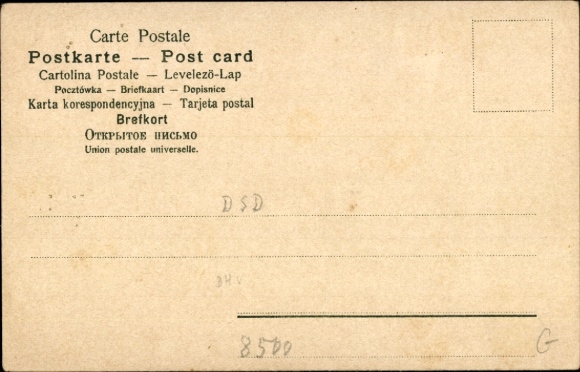 Carte Postale
Postkarte — Post card
Cartolina Postale — Levelezö-Lap
Pocztówka — Briefkaart — Dopisnice
Karta korespondencyjna — Tarjeta postal
Brefkort
Открытое письмо
Union postale universelle.
DSD
8500
G